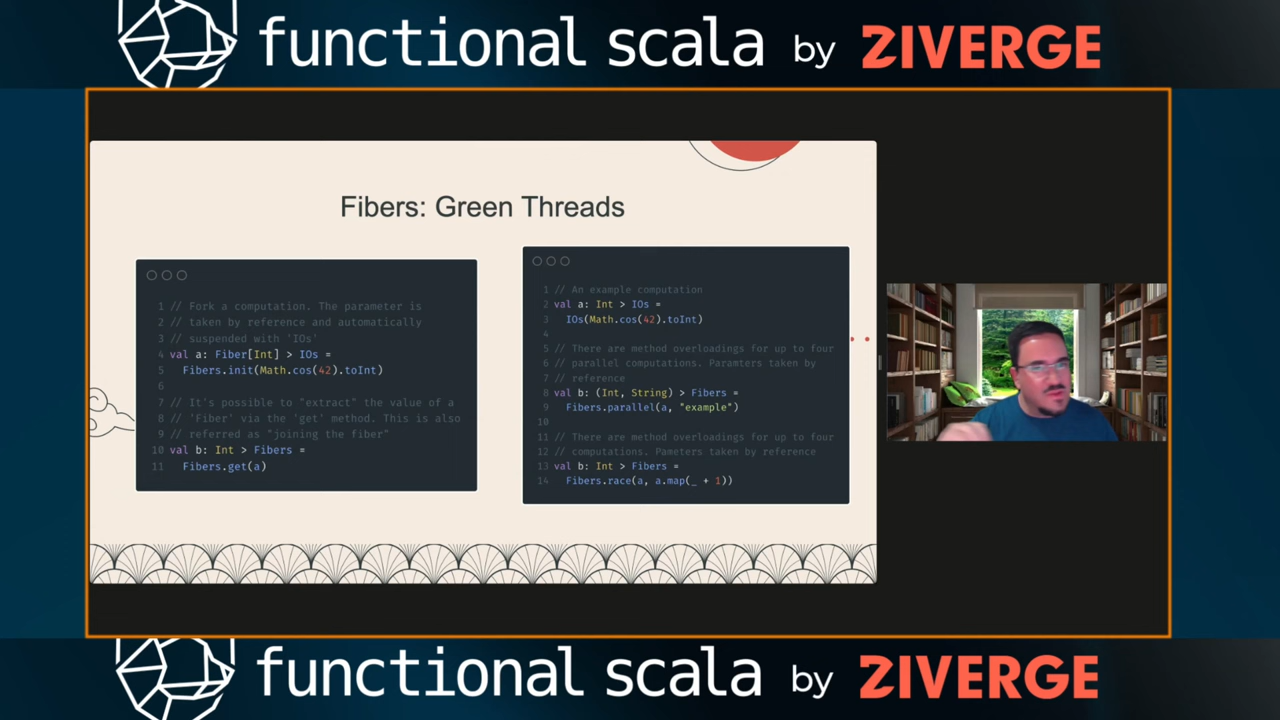 functional scala by ZIVERGE
Fibers: Green Threads
1 // Fork a computation. The parameter is
2 // taken by reference and automatically
3 // suspended with 'IOs'
4 val a: Fiber[Int] > IOs =
5 Fibers.init(Math.cos(42).toInt)
6
7 // It's possible to "extract" the value of a
8 // 'Fiber' via the 'get' method. This is also
9 // referred as "joining the fiber"
10 val b: Int > Fibers =
11 Fibers.get(a)
1 // An example computation
2 val a: Int > IOs =
3 IOs(Math.cos(42).toInt)
4
5 // There are method overloadings for up to four
6 // parallel computations. Paramters taken by
7 // reference
8 val b: (Int, String) > Fibers =
9 Fibers.parallel(a, "example")
10
11 // There are method overloadings for up to four
12 // computations. Pameters taken by reference
13 val b: Int > Fibers =
14 Fibers.race(a, a.map(_ + 1))
functional scala by ZIVERGE